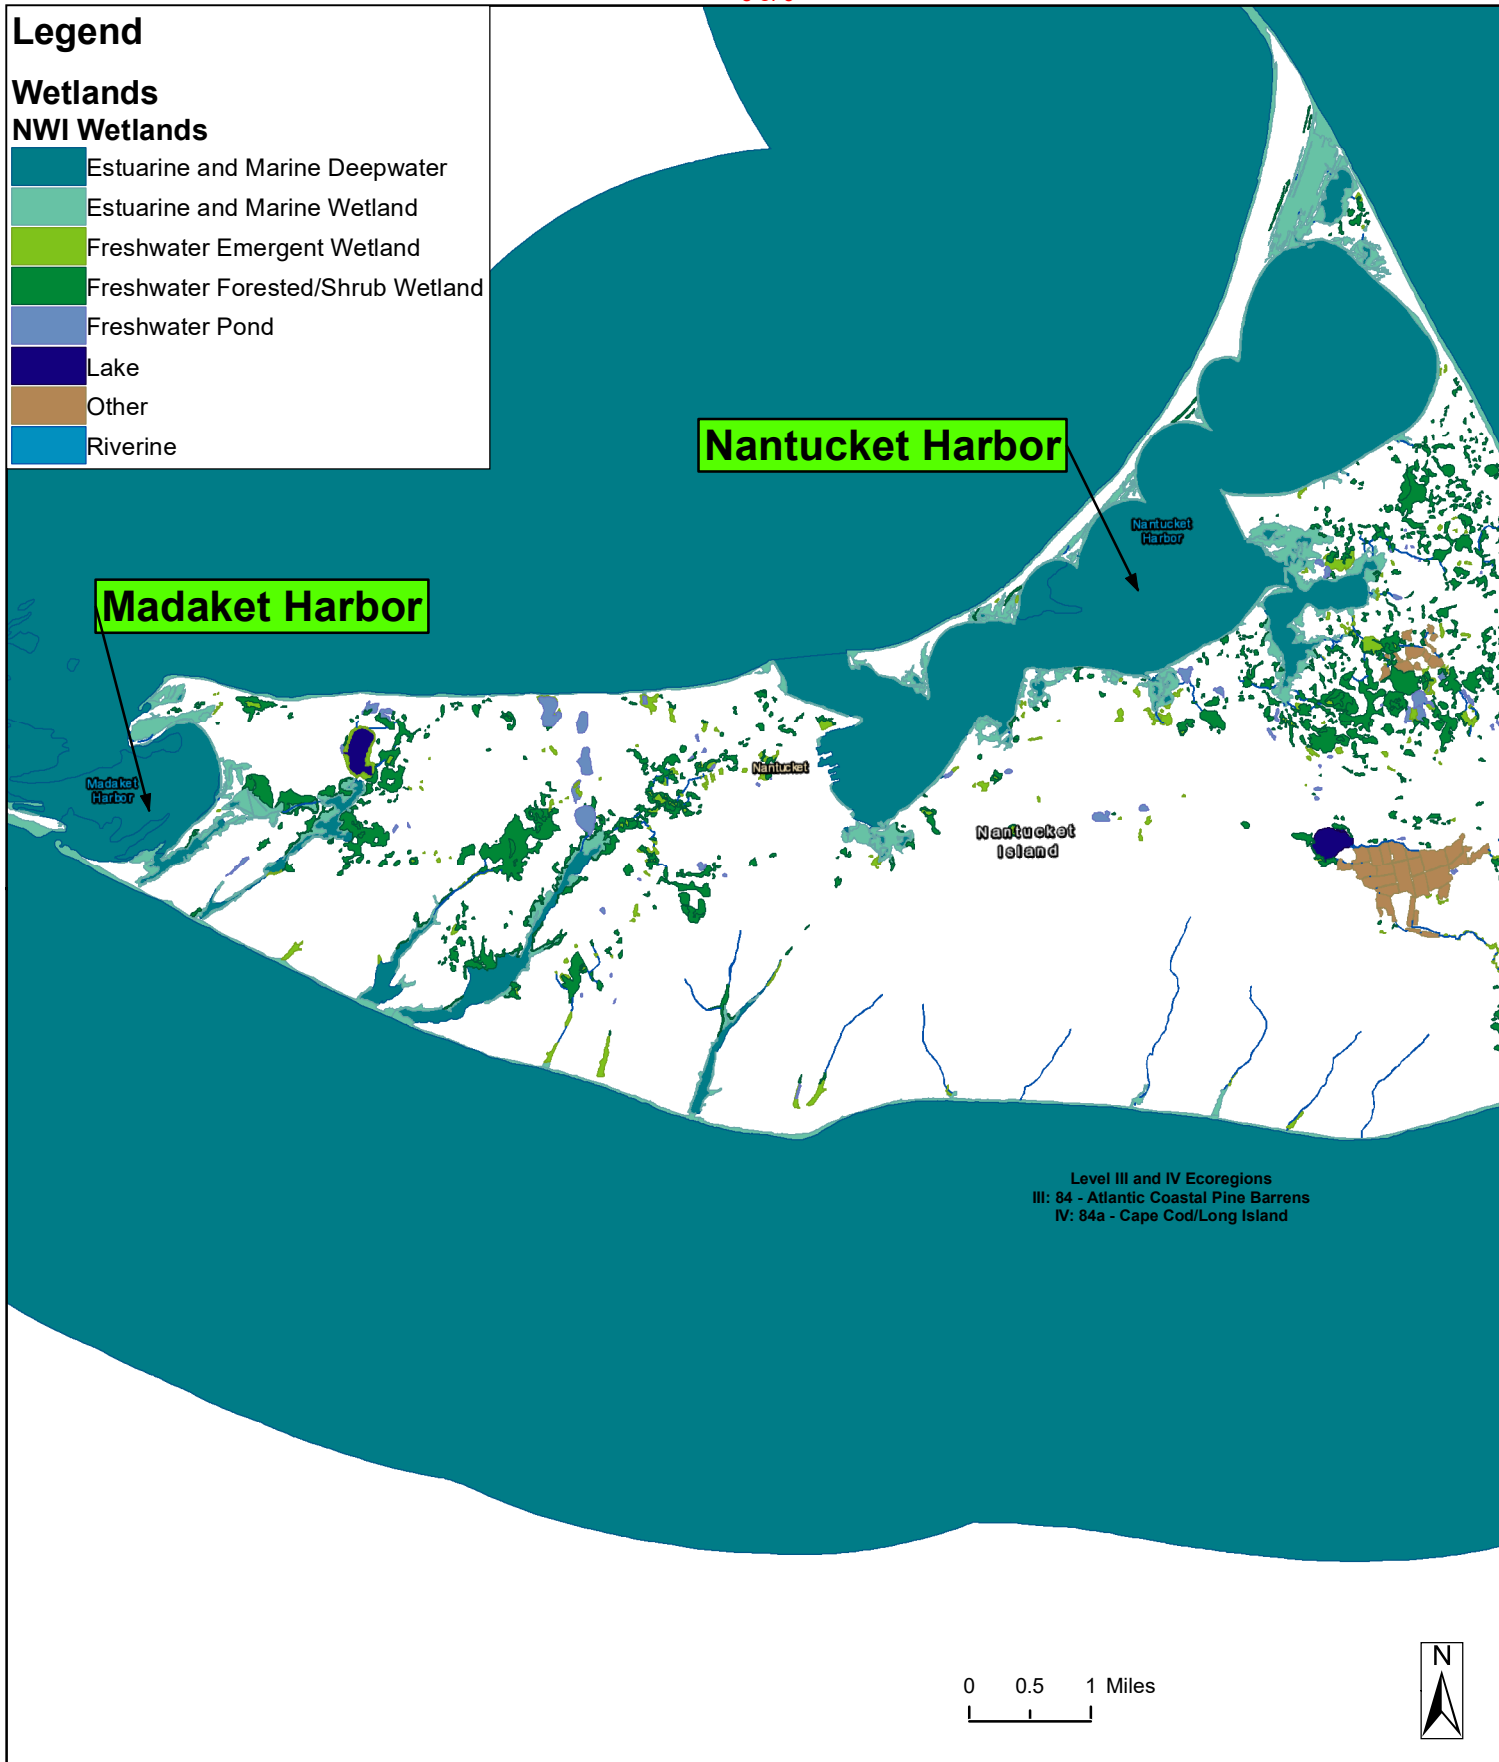 Legend
Wetlands
NWI Wetlands
Estuarine and Marine Deepwater
Estuarine and Marine Wetland
Freshwater Emergent Wetland
Freshwater Forested/Shrub Wetland
Freshwater Pond
Lake
Other
Riverine
Nantucket Harbor
Nantucket
Harbor
Madaket Harbor
Madaket
Harbor
Nantucket
Nantucket
Island
Level III and IV Ecoregions
III: 84 - Atlantic Coastal Pine Barrens
IV: 84a - Cape Cod/Long Island
0 0.5 1 Miles
N